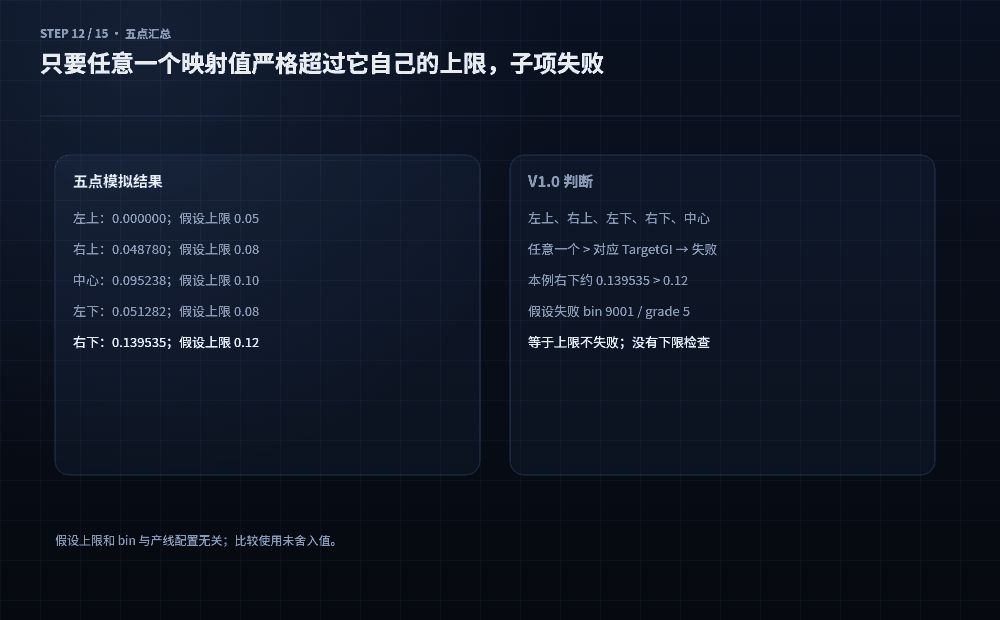 STEP 12 / 15 · 五点汇总
只要任意一个映射值严格超过它自己的上限，子项失败
五点模拟结果
左上：0.000000；假设上限 0.05
右上：0.048780；假设上限 0.08
中心：0.095238；假设上限 0.10
左下：0.051282；假设上限 0.08
右下：0.139535；假设上限 0.12
V1.0 判断
左上、右上、左下、右下、中心
任意一个 > 对应 TargetGI → 失败
本例右下约 0.139535 > 0.12
假设失败 bin 9001 / grade 5
等于上限不失败；没有下限检查
假设上限和 bin 与产线配置无关；比较使用未舍入值。